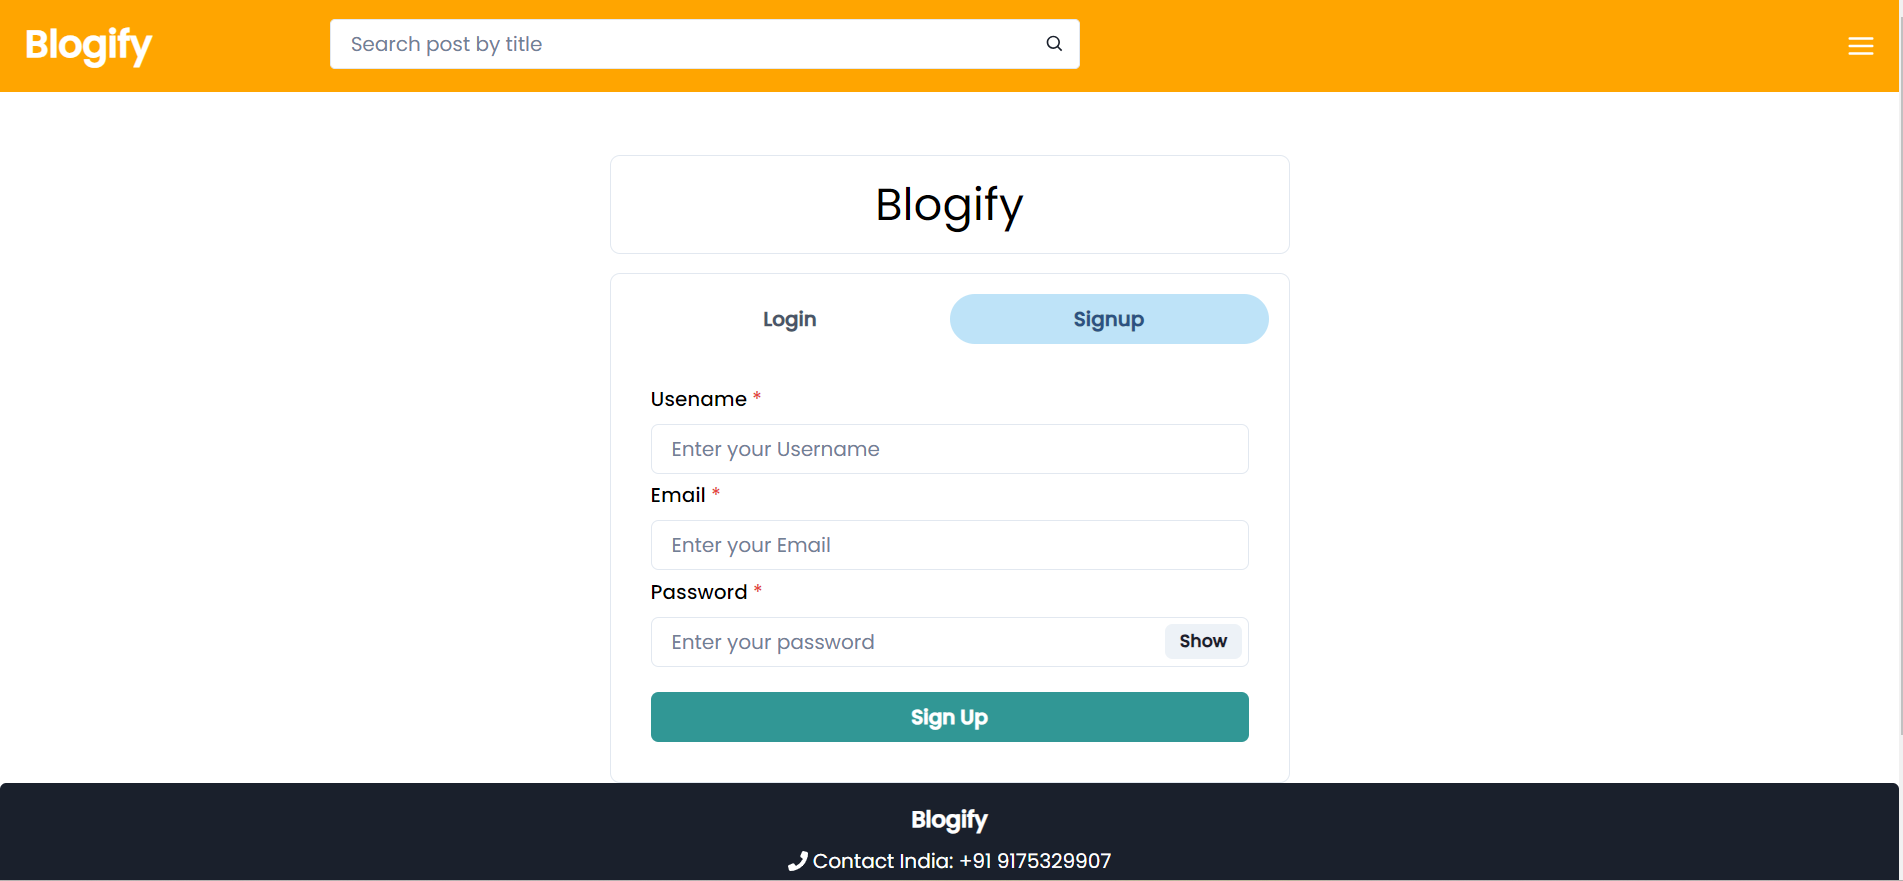 Blogify
Search post by title
Blogify
Login
Signup
Usename *
Enter your Username
Email *
Enter your Email
Password *
Enter your password
Show
Sign Up
Blogify
Contact India: +91 9175329907